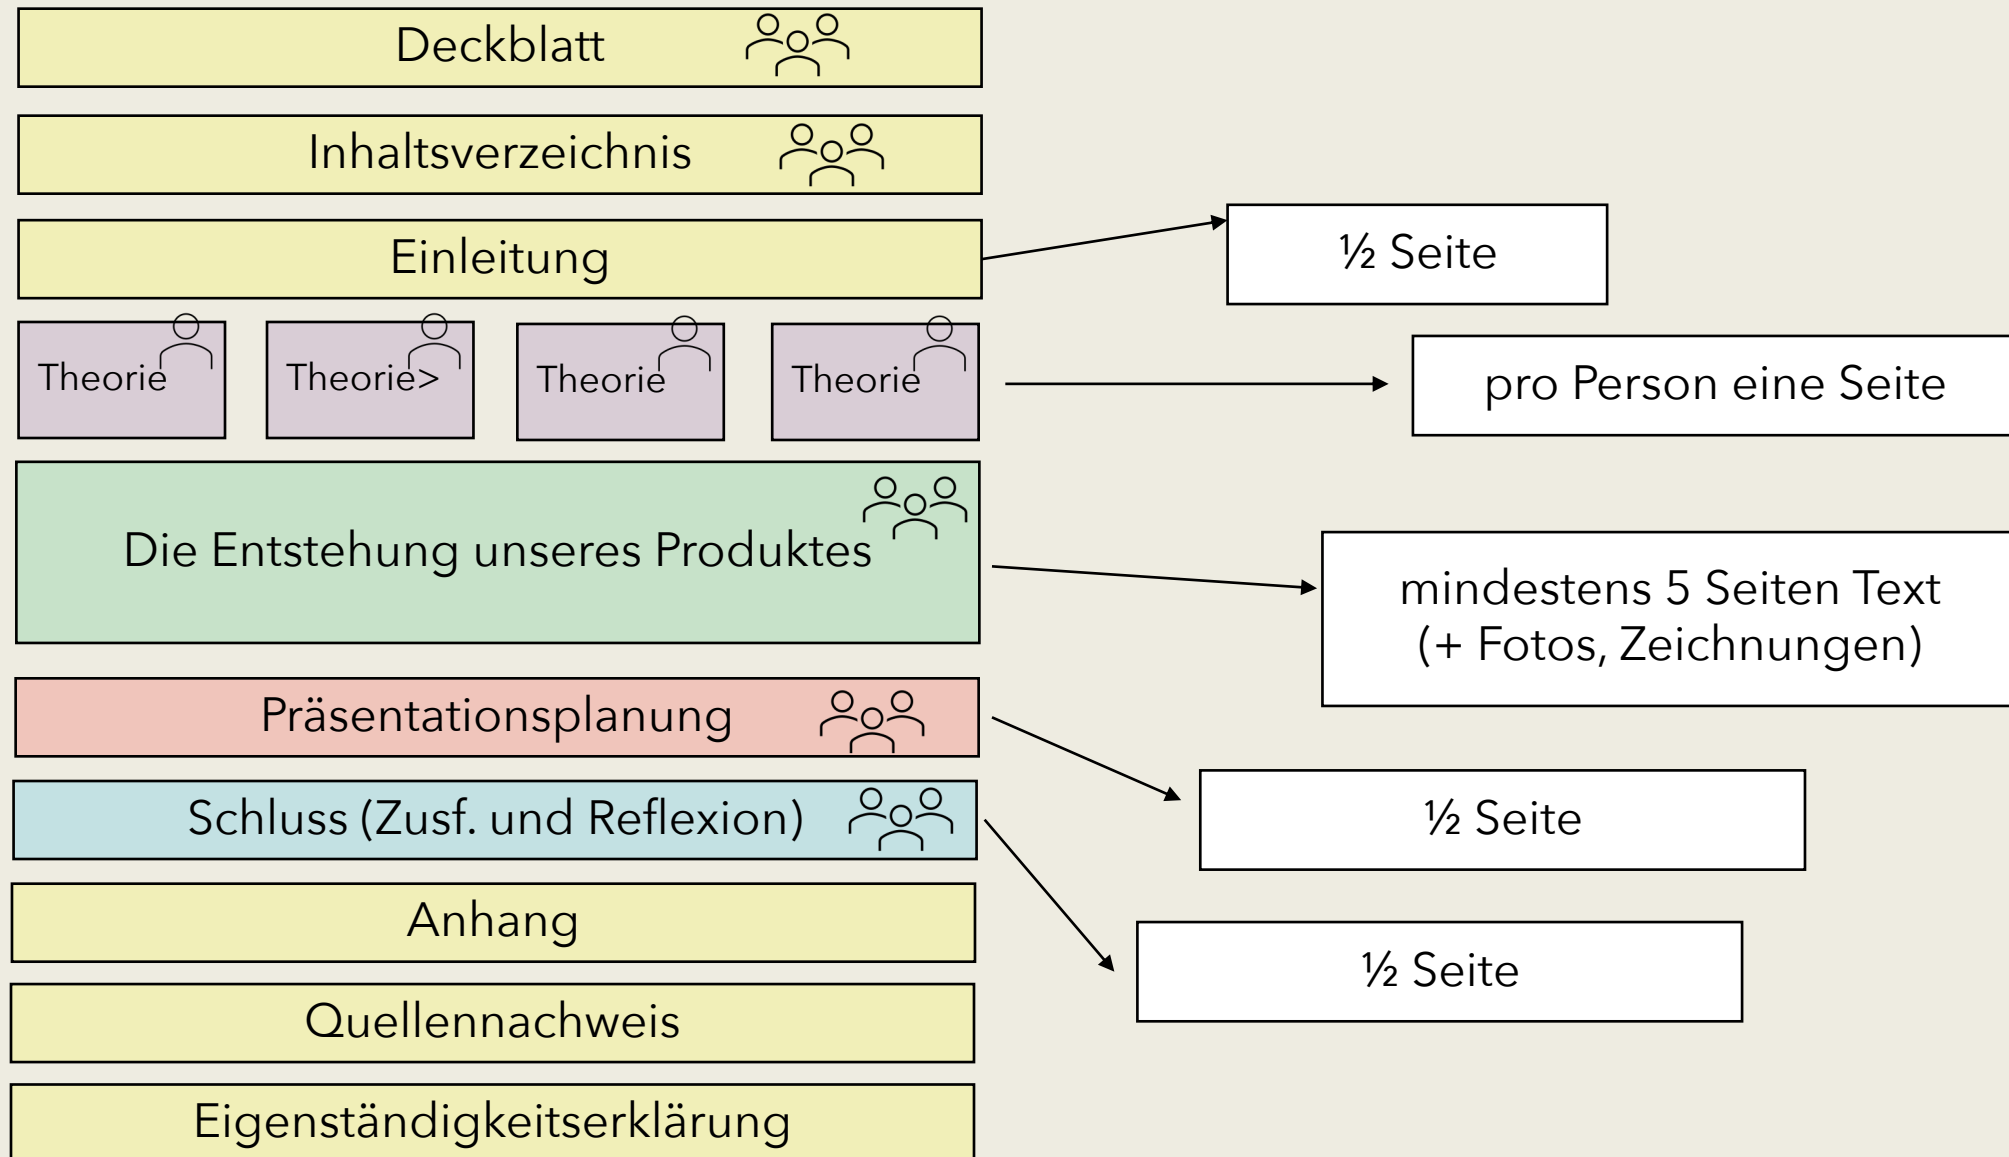 Deckblatt
Inhaltsverzeichnis
Einleitung
½ Seite
Theorie
Theorie>
Theorie
Theorie
pro Person eine Seite
Die Entstehung unseres Produktes
mindestens 5 Seiten Text
(+ Fotos, Zeichnungen)
Präsentationsplanung
½ Seite
Schluss (Zusf. und Reflexion)
½ Seite
Anhang
Quellennachweis
Eigenständigkeitserklärung